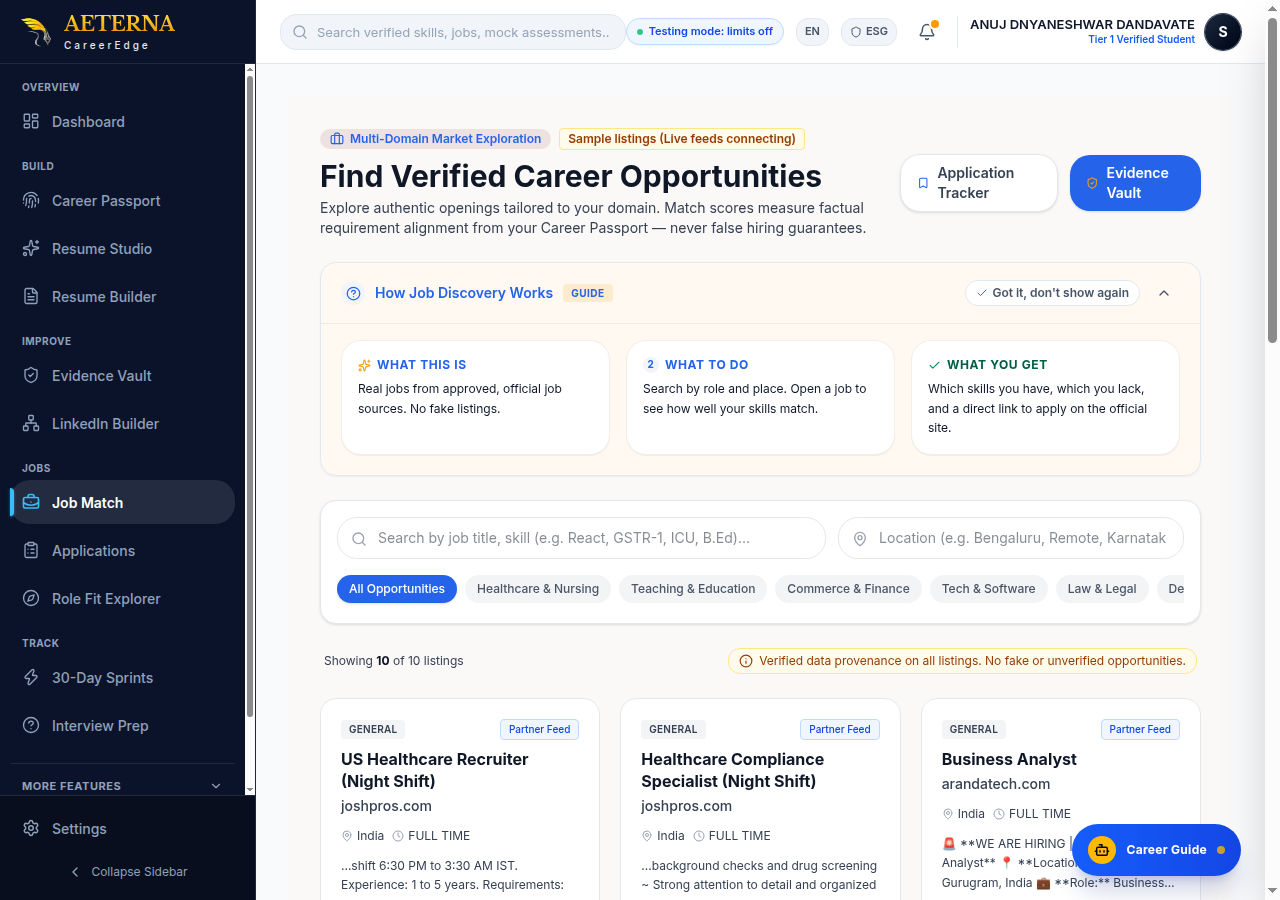 AETERNA
CareerEdge
OVERVIEW
Dashboard
BUILD
Career Passport
Resume Studio
Resume Builder
IMPROVE
Evidence Vault
LinkedIn Builder
JOBS
Job Match
Applications
Role Fit Explorer
TRACK
30-Day Sprints
Interview Prep
MORE FEATURES
Settings
Collapse Sidebar
Search verified skills, jobs, mock assessments..
Testing mode: limits off
EN
ESG
ANUJ DNYANESHWAR DANDAVATE
Tier 1 Verified Student
S
Multi-Domain Market Exploration
Sample listings (Live feeds connecting)
Find Verified Career Opportunities
Explore authentic openings tailored to your domain. Match scores measure factual
requirement alignment from your Career Passport — never false hiring guarantees.
Application
Tracker
Evidence
Vault
How Job Discovery Works
GUIDE
Got it, don't show again
WHAT THIS IS
Real jobs from approved, official job
sources. No fake listings.
2 WHAT TO DO
Search by role and place. Open a job to
see how well your skills match.
WHAT YOU GET
Which skills you have, which you lack,
and a direct link to apply on the official
site.
Search by job title, skill (e.g. React, GSTR-1, ICU, B.Ed)...
Location (e.g. Bengaluru, Remote, Karnatak
All Opportunities
Healthcare & Nursing
Teaching & Education
Commerce & Finance
Tech & Software
Law & Legal
De
Showing 10 of 10 listings
Verified data provenance on all listings. No fake or unverified opportunities.
GENERAL
Partner Feed
US Healthcare Recruiter
(Night Shift)
joshpros.com
India
FULL TIME
...shift 6:30 PM to 3:30 AM IST.
Experience: 1 to 5 years. Requirements:
GENERAL
Partner Feed
Healthcare Compliance
Specialist (Night Shift)
joshpros.com
India
FULL TIME
...background checks and drug screening
~ Strong attention to detail and organized
GENERAL
Partner Feed
Business Analyst
arandatech.com
India
FULL TIME
🚨 **WE ARE HIRING |
Analyst** 📍 **Locatio
Gurugram, India 💼 **Role:** Business...
Career Guide